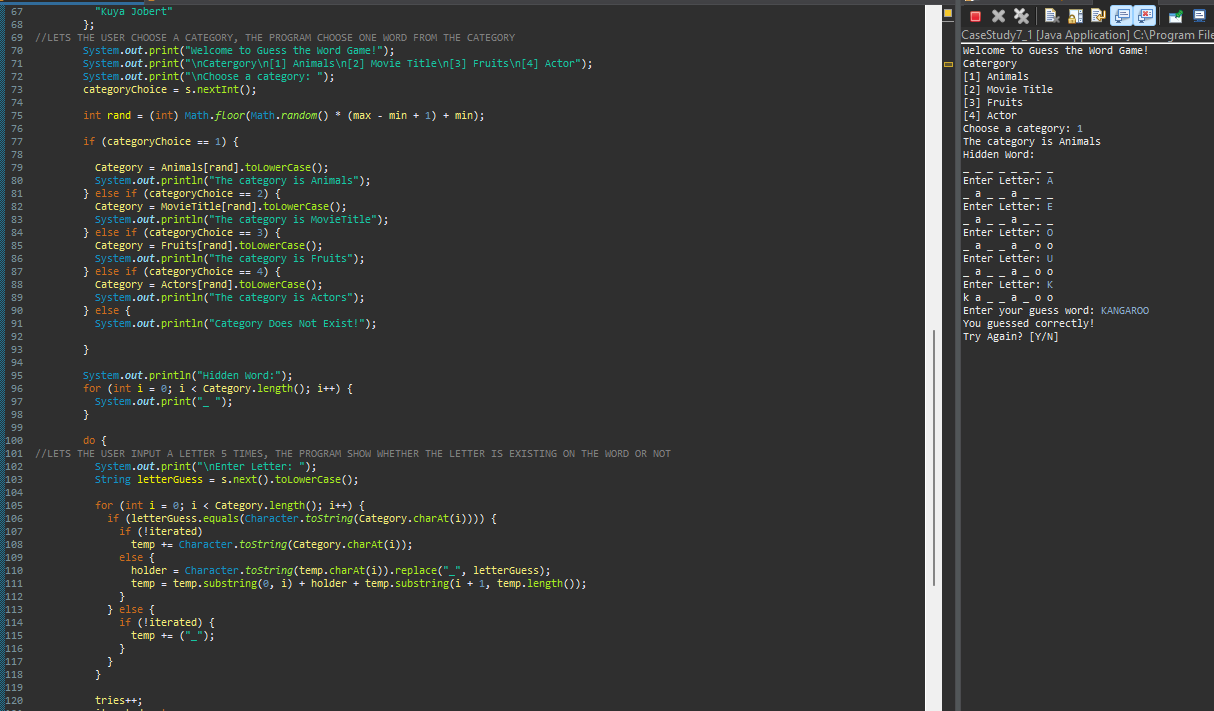 67 "Kuya Jobert"
68 };
69 //LETS THE USER CHOOSE A CATEGORY, THE PROGRAM CHOOSE ONE WORD FROM THE CATEGORY
70 System.out.print("Welcome to Guess the Word Game!");
71 System.out.print("\nCatergory\n[1] Animals\n[2] Movie Title\n[3] Fruits\n[4] Actor");
72 System.out.print("\nChoose a category: ");
73 categoryChoice = s.nextInt();
74
75 int rand = (int) Math.floor(Math.random() * (max - min + 1) + min);
76
77 if (categoryChoice == 1) {
78
79 Category = Animals[rand].toLowerCase();
80 System.out.println("The category is Animals");
81 } else if (categoryChoice == 2) {
82 Category = MovieTitle[rand].toLowerCase();
83 System.out.println("The category is MovieTitle");
84 } else if (categoryChoice == 3) {
85 Category = Fruits[rand].toLowerCase();
86 System.out.println("The category is Fruits");
87 } else if (categoryChoice == 4) {
88 Category = Actors[rand].toLowerCase();
89 System.out.println("The category is Actors");
90 } else {
91 System.out.println("Category Does Not Exist!");
92
93 }
94
95 System.out.println("Hidden Word:");
96 for (int i = 0; i < Category.length(); i++) {
97 System.out.print("_ ");
98 }
99
100 do {
101 //LETS THE USER INPUT A LETTER 5 TIMES, THE PROGRAM SHOW WHETHER THE LETTER IS EXISTING ON THE WORD OR NOT
102 System.out.print("\nEnter Letter: ");
103 String letterGuess = s.next().toLowerCase();
104
105 for (int i = 0; i < Category.length(); i++) {
106 if (letterGuess.equals(Character.toString(Category.charAt(i)))) {
107 if (!iterated)
108 temp += Character.toString(Category.charAt(i));
109 else {
110 holder = Character.toString(temp.charAt(i)).replace("_", letterGuess);
111 temp = temp.substring(0, i) + holder + temp.substring(i + 1, temp.length());
112 }
113 } else {
114 if (!iterated) {
115 temp += ("_");
116 }
117 }
118 }
119
120 tries++;
CaseStudy7_1 [Java Application] C:\Program File
Welcome to Guess the Word Game!
Catergory
[1] Animals
[2] Movie Title
[3] Fruits
[4] Actor
Choose a category: 1
The category is Animals
Hidden Word:
_ _ _ _ _ _ _ _
Enter Letter: A
_ a _ _ a _ _ _
Enter Letter: E
_ a _ _ a _ _ _
Enter Letter: O
_ a _ _ a _ o o
Enter Letter: U
_ a _ _ a _ o o
Enter Letter: K
k a _ _ a _ o o
Enter your guess word: KANGAROO
You guessed correctly!
Try Again? [Y/N]